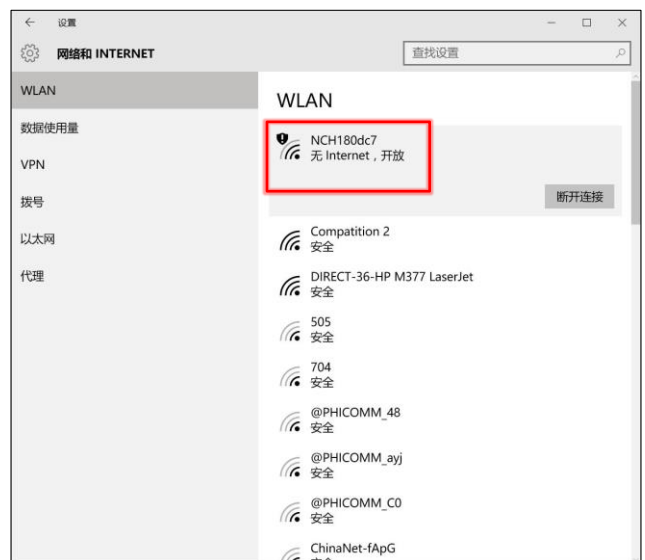 设置
网络和 INTERNET
查找设置
WLAN
数据使用量
VPN
拨号
以太网
代理
WLAN
NCH180dc7
无 Internet，开放
断开连接
Compatition 2
安全
DIRECT-36-HP M377 LaserJet
安全
505
安全
704
安全
@PHICOMM_48
安全
@PHICOMM_ayj
安全
@PHICOMM_C0
安全
ChinaNet-fApG